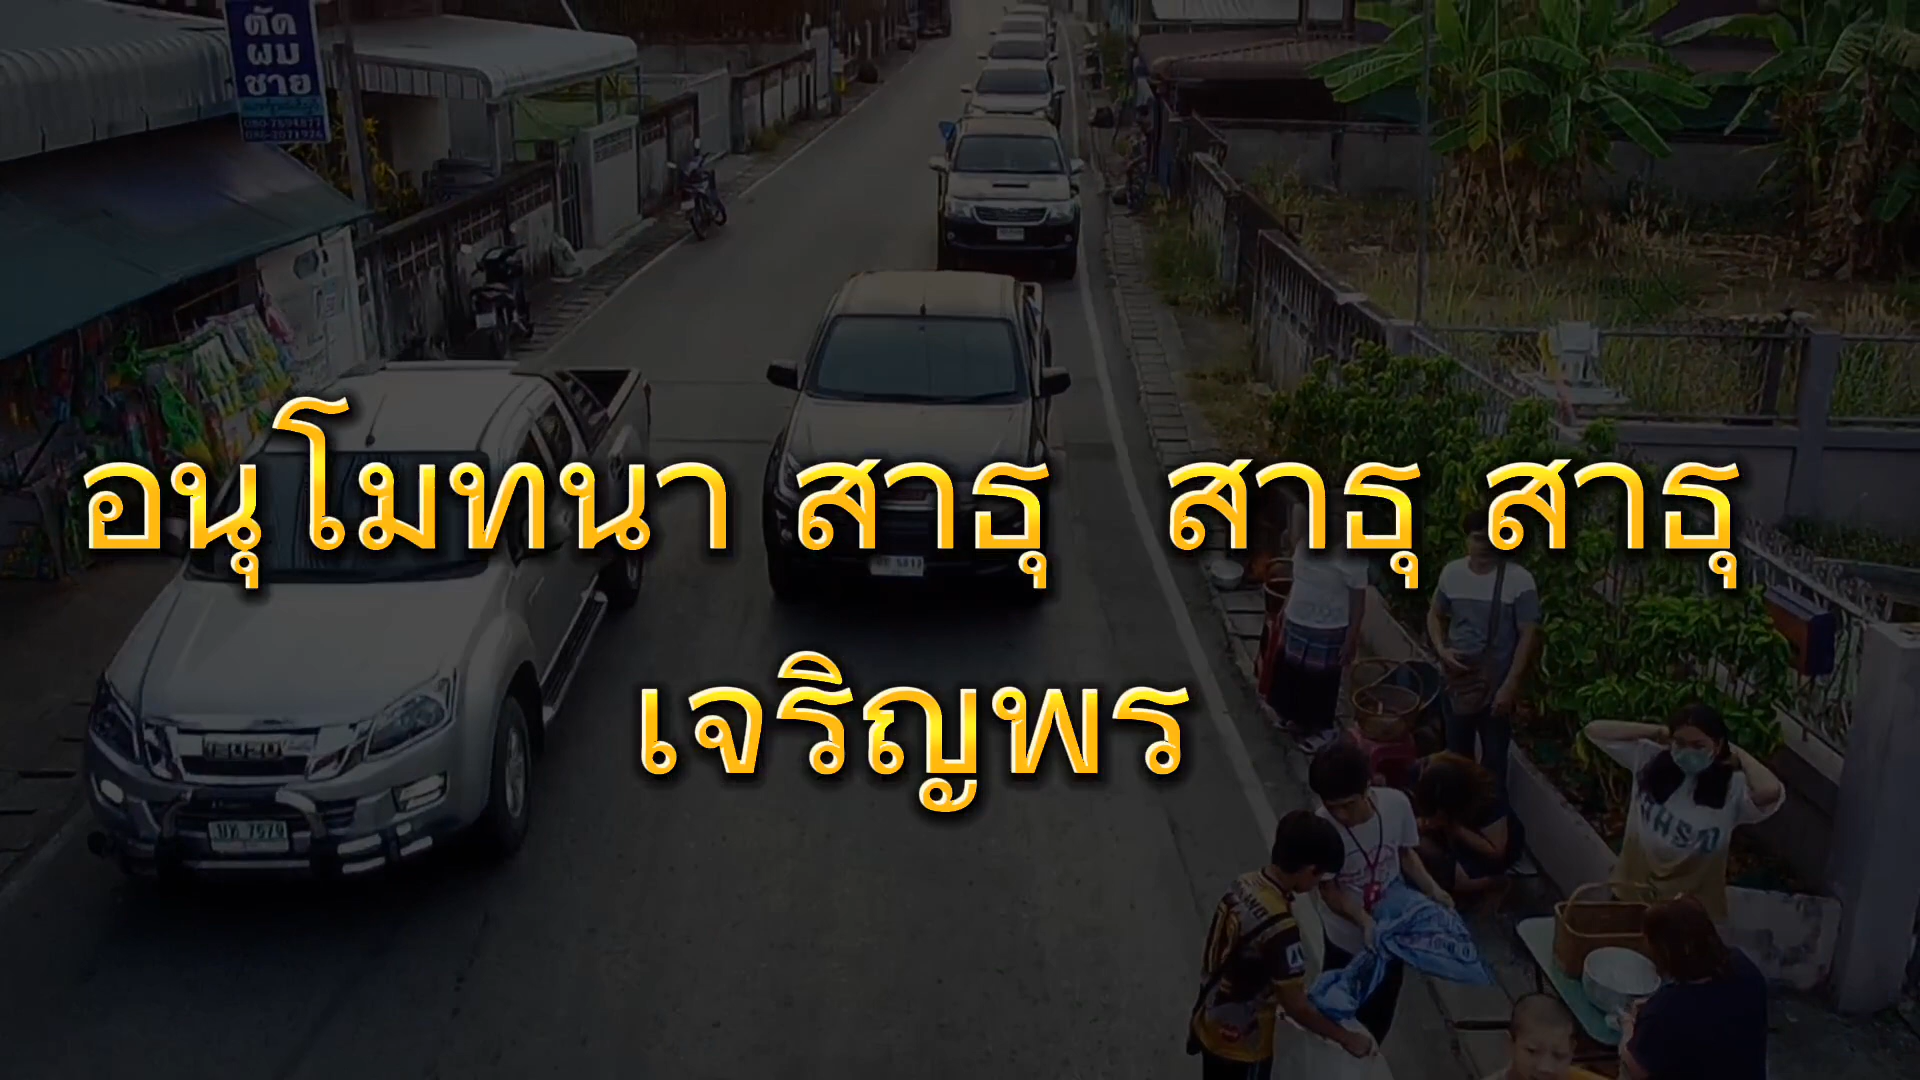 ตัด
ผม
ชาย
อนุโมทนา สาธุ สาธุ สาธุ
เจริญพร